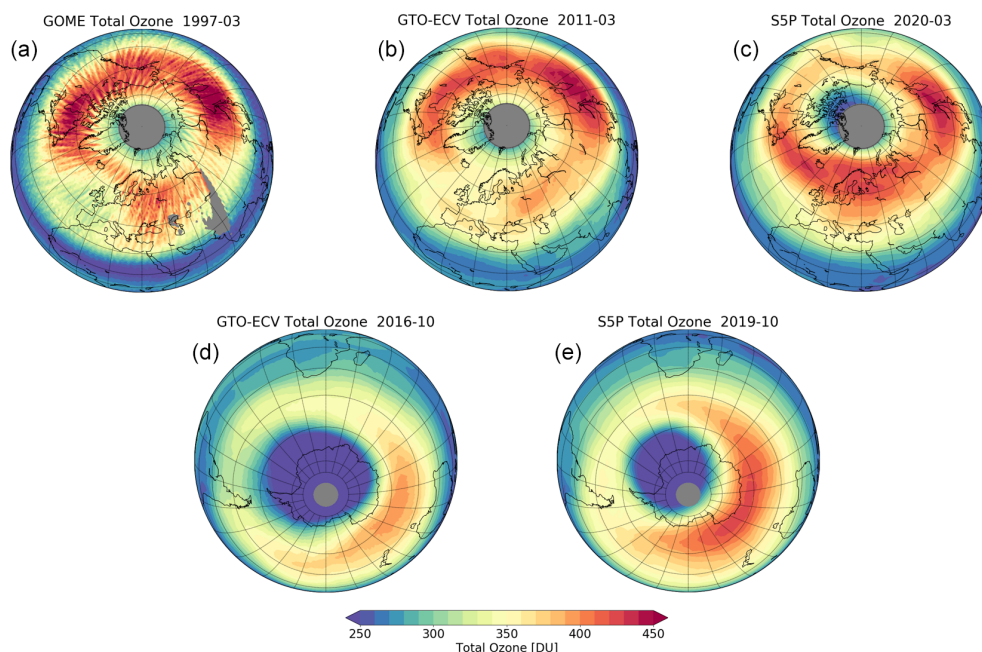 GOME Total Ozone 1997-03
(a)
GTO-ECV Total Ozone 2011-03
(b)
S5P Total Ozone 2020-03
(c)
GTO-ECV Total Ozone 2016-10
(d)
S5P Total Ozone 2019-10
(e)
250 300 350 400 450
Total Ozone [DU]